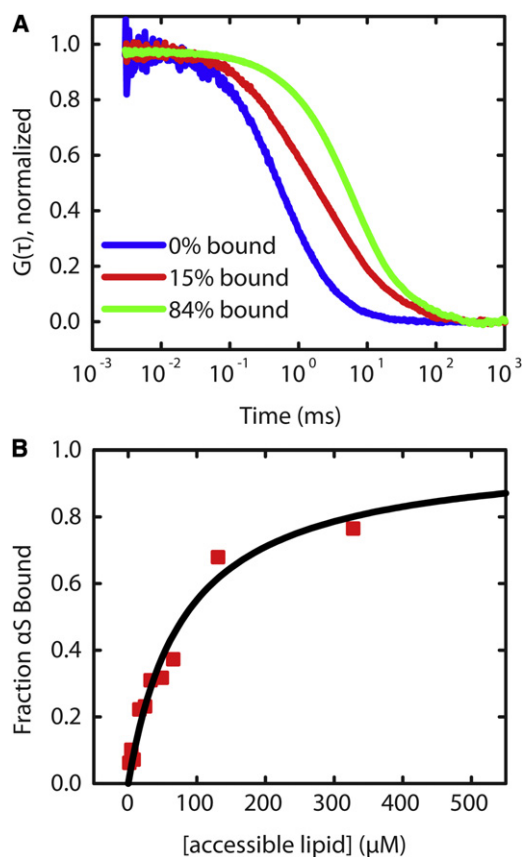 A
1.0
0.8
0.6
0.4
0.2
0.0
G(τ), normalized
0% bound
15% bound
84% bound
10⁻³ 10⁻² 10⁻¹ 10⁰ 10¹ 10² 10³
Time (ms)
B
1.0
0.8
0.6
0.4
0.2
0.0
Fraction αS Bound
0 100 200 300 400 500
[accessible lipid] (μM)